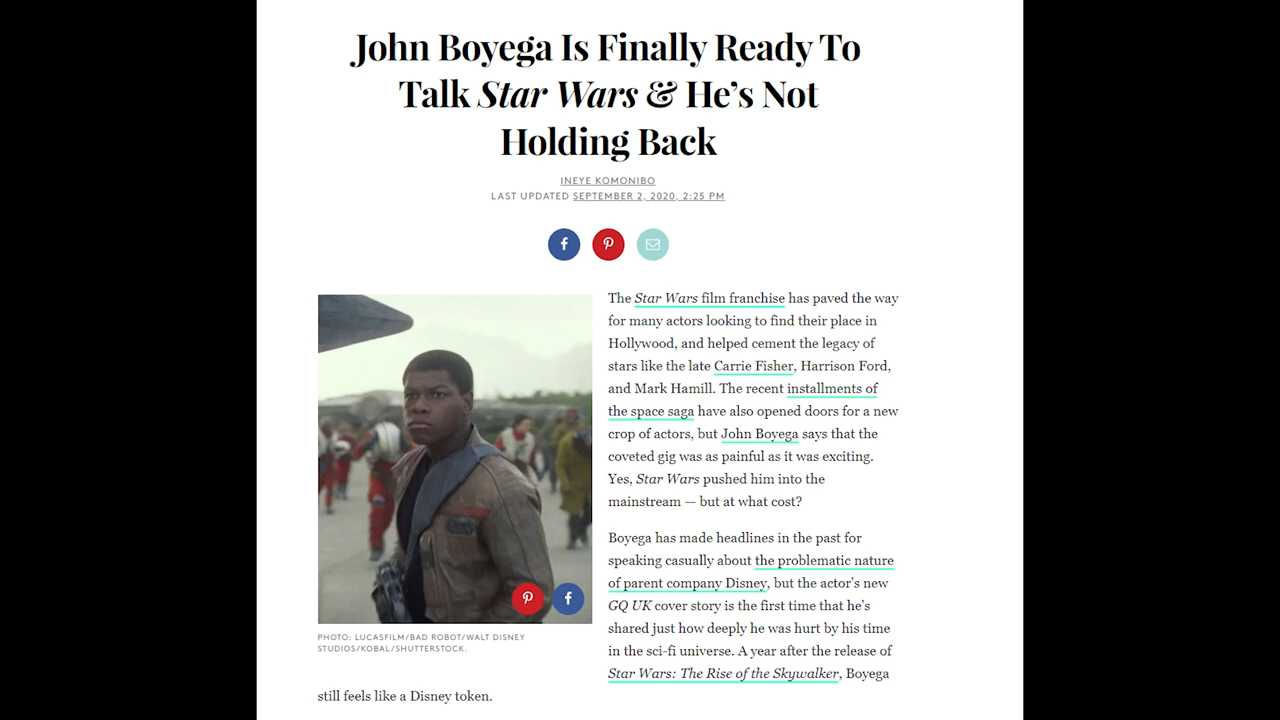 John Boyega Is Finally Ready To
Talk Star Wars & He's Not
Holding Back
INEYE KOMONIBO
LAST UPDATED SEPTEMBER 2, 2020, 2:25 PM
The Star Wars film franchise has paved the way
for many actors looking to find their place in
Hollywood, and helped cement the legacy of
stars like the late Carrie Fisher, Harrison Ford,
and Mark Hamill. The recent installments of
the space saga have also opened doors for a new
crop of actors, but John Boyega says that the
coveted gig was as painful as it was exciting.
Yes, Star Wars pushed him into the
mainstream — but at what cost?
Boyega has made headlines in the past for
speaking casually about the problematic nature
of parent company Disney, but the actor's new
GQ UK cover story is the first time that he's
shared just how deeply he was hurt by his time
in the sci-fi universe. A year after the release of
Star Wars: The Rise of the Skywalker, Boyega
still feels like a Disney token.
PHOTO: LUCASFILM/BAD ROBOT/WALT DISNEY
STUDIOS/KOBAL/SHUTTERSTOCK.